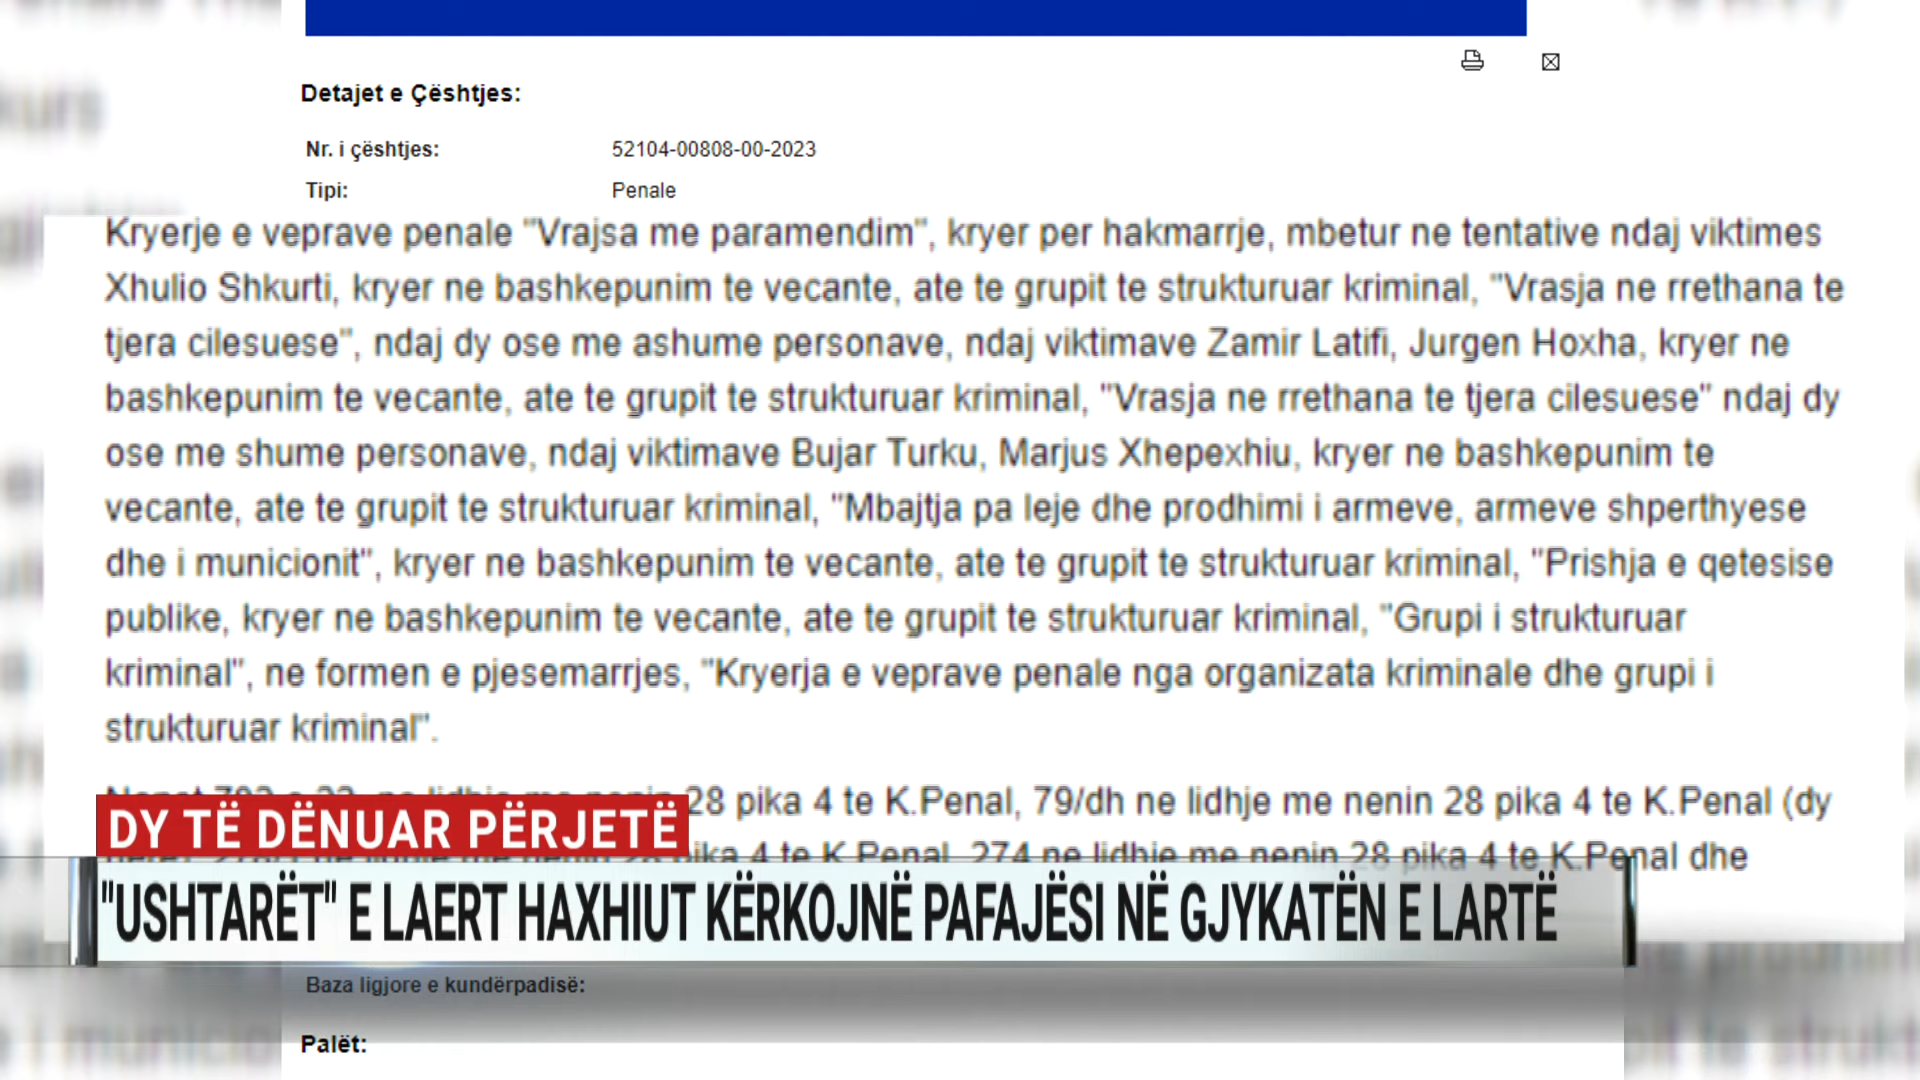 Detajet e Çështjes:
Nr. i çështjes: 52104-00808-00-2023
Tipi: Penale
Kryerje e veprave penale "Vrajsa me paramendim", kryer per hakmarrje, mbetur ne tentative ndaj viktimes
Xhulio Shkurti, kryer ne bashkepunim te vecante, ate te grupit te strukturuar kriminal, "Vrasja ne rrethana te
tjera cilesuese", ndaj dy ose me ashume personave, ndaj viktimave Zamir Latifi, Jurgen Hoxha, kryer ne
bashkepunim te vecante, ate te grupit te strukturuar kriminal, "Vrasja ne rrethana te tjera cilesuese" ndaj dy
ose me shume personave, ndaj viktimave Bujar Turku, Marjus Xhepexhiu, kryer ne bashkepunim te
vecante, ate te grupit te strukturuar kriminal, "Mbajtja pa leje dhe prodhimi i armeve, armeve shperthyese
dhe i municionit", kryer ne bashkepunim te vecante, ate te grupit te strukturuar kriminal, "Prishja e qetesise
publike, kryer ne bashkepunim te vecante, ate te grupit te strukturuar kriminal, "Grupi i strukturuar
kriminal", ne formen e pjesemarrjes, "Kryerja e veprave penale nga organizata kriminale dhe grupi i
strukturuar kriminal".
28 pika 4 te K.Penal, 79/dh ne lidhje me nenin 28 pika 4 te K.Penal (dy
pika 4 te K.Penal, 274 ne lidhje me nenin 28 pika 4 te K.Penal dhe
DY TË DËNUAR PËRJETË
"USHTARËT" E LAERT HAXHIUT KËRKOJNË PAFAJËSI NË GJYKATËN E LARTË
Baza ligjore e kundërpadisë:
Palët: